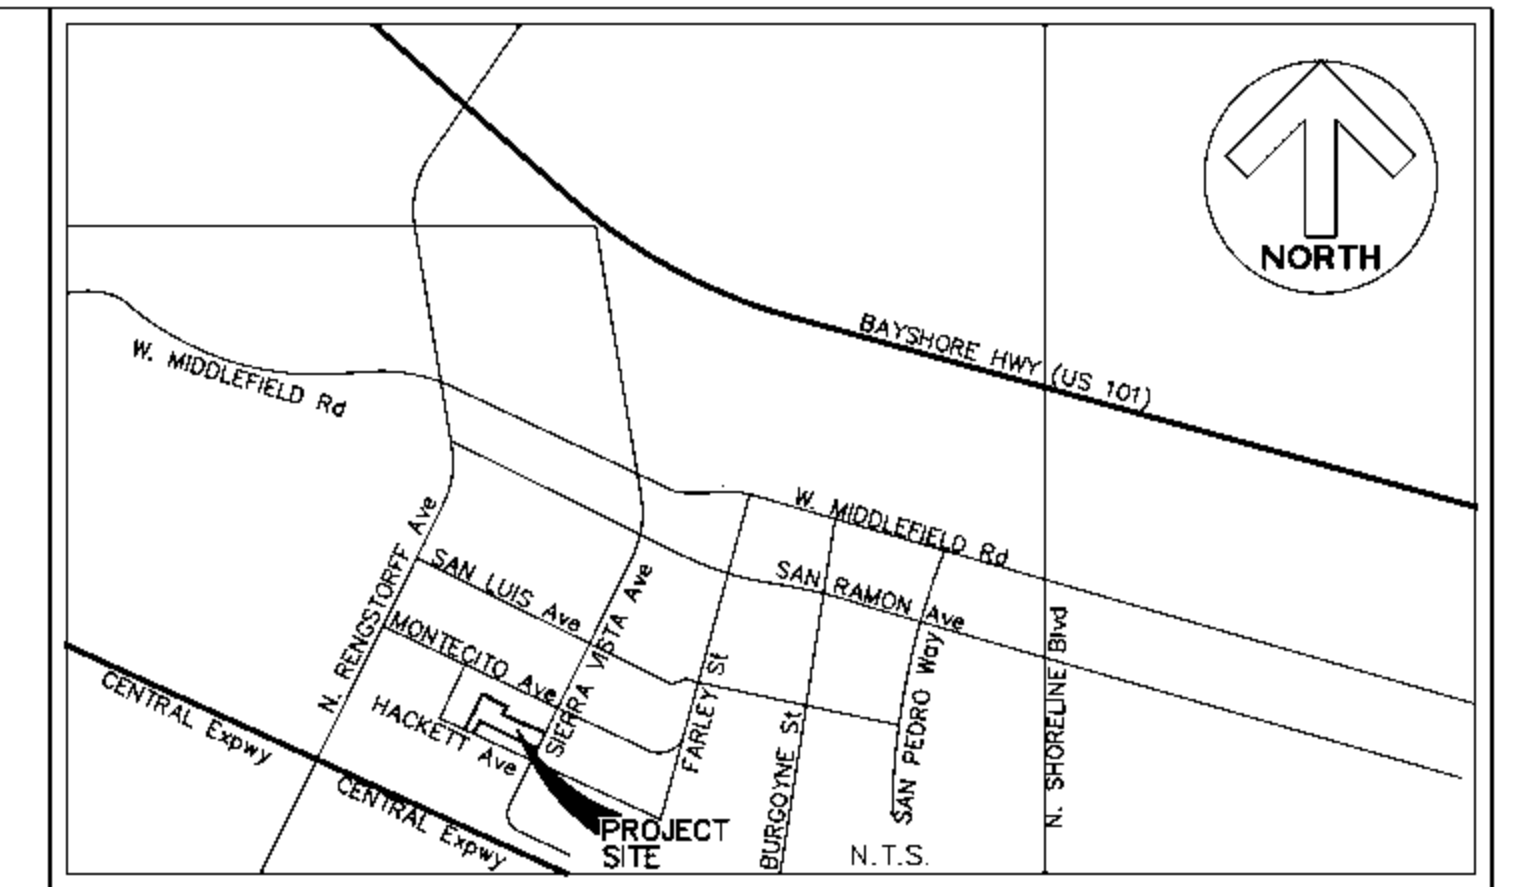 NORTH
BAYSHORE HWY (US 101)
W. MIDDLEFIELD Rd
W. MIDDLEFIELD Rd
N. RENGSTORFF Ave
SAN LUIS Ave
SAN RAMON Ave
SIERRA VISTA Ave
MONTECITO Ave
HACKETT Ave
FARLEY St
BURGOYNE St
SAN PEDRO Way
N. SHORELINE Blvd
CENTRAL Expwy
CENTRAL Expwy
PROJECT
SITE
N.T.S.